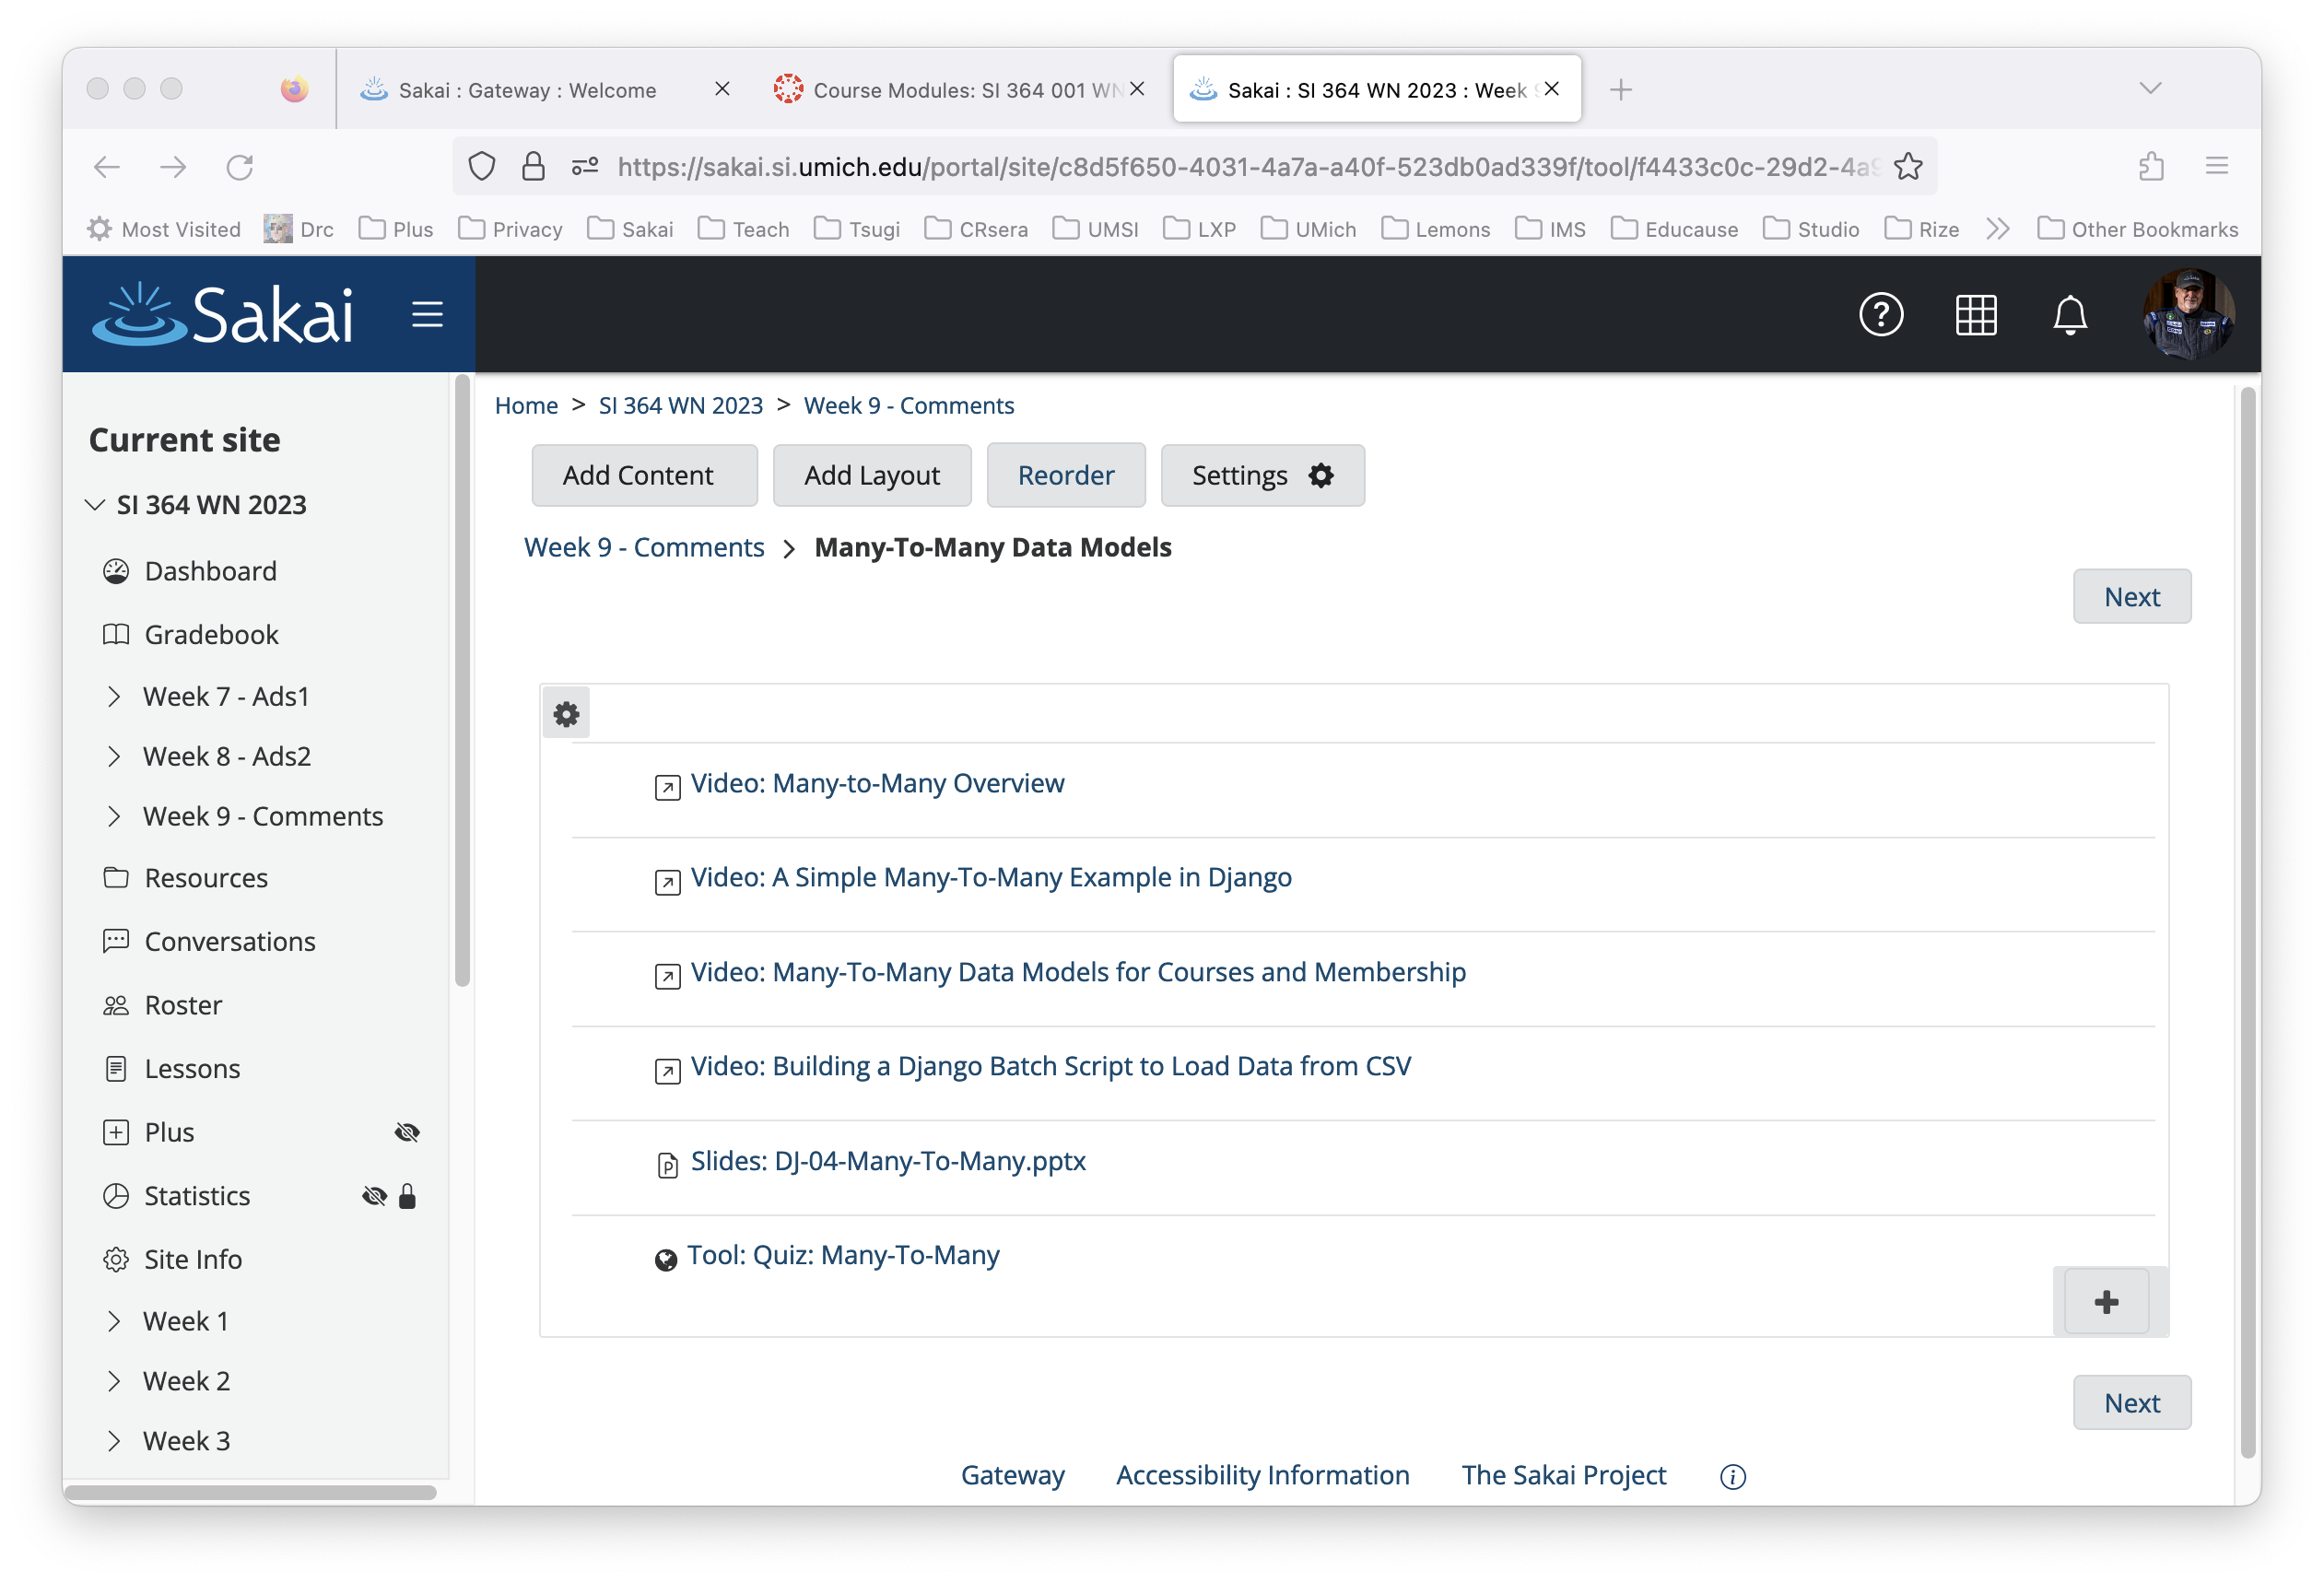 Sakai : Gateway : Welcome
Course Modules: SI 364 001 WN
Sakai : SI 364 WN 2023 : Week 9
https://sakai.si.umich.edu/portal/site/c8d5f650-4031-4a7a-a40f-523db0ad339f/tool/f4433c0c-29d2-4a9
Most Visited Drc Plus Privacy Sakai Teach Tsugi CRsera UMSI LXP UMich Lemons IMS Educause Studio Rize Other Bookmarks
Sakai
Current site
SI 364 WN 2023
Dashboard
Gradebook
Week 7 - Ads1
Week 8 - Ads2
Week 9 - Comments
Resources
Conversations
Roster
Lessons
Plus
Statistics
Site Info
Week 1
Week 2
Week 3
Home > SI 364 WN 2023 > Week 9 - Comments
Add Content Add Layout Reorder Settings
Week 9 - Comments > Many-To-Many Data Models
Next
Video: Many-to-Many Overview
Video: A Simple Many-To-Many Example in Django
Video: Many-To-Many Data Models for Courses and Membership
Video: Building a Django Batch Script to Load Data from CSV
Slides: DJ-04-Many-To-Many.pptx
Tool: Quiz: Many-To-Many
Next
Gateway Accessibility Information The Sakai Project